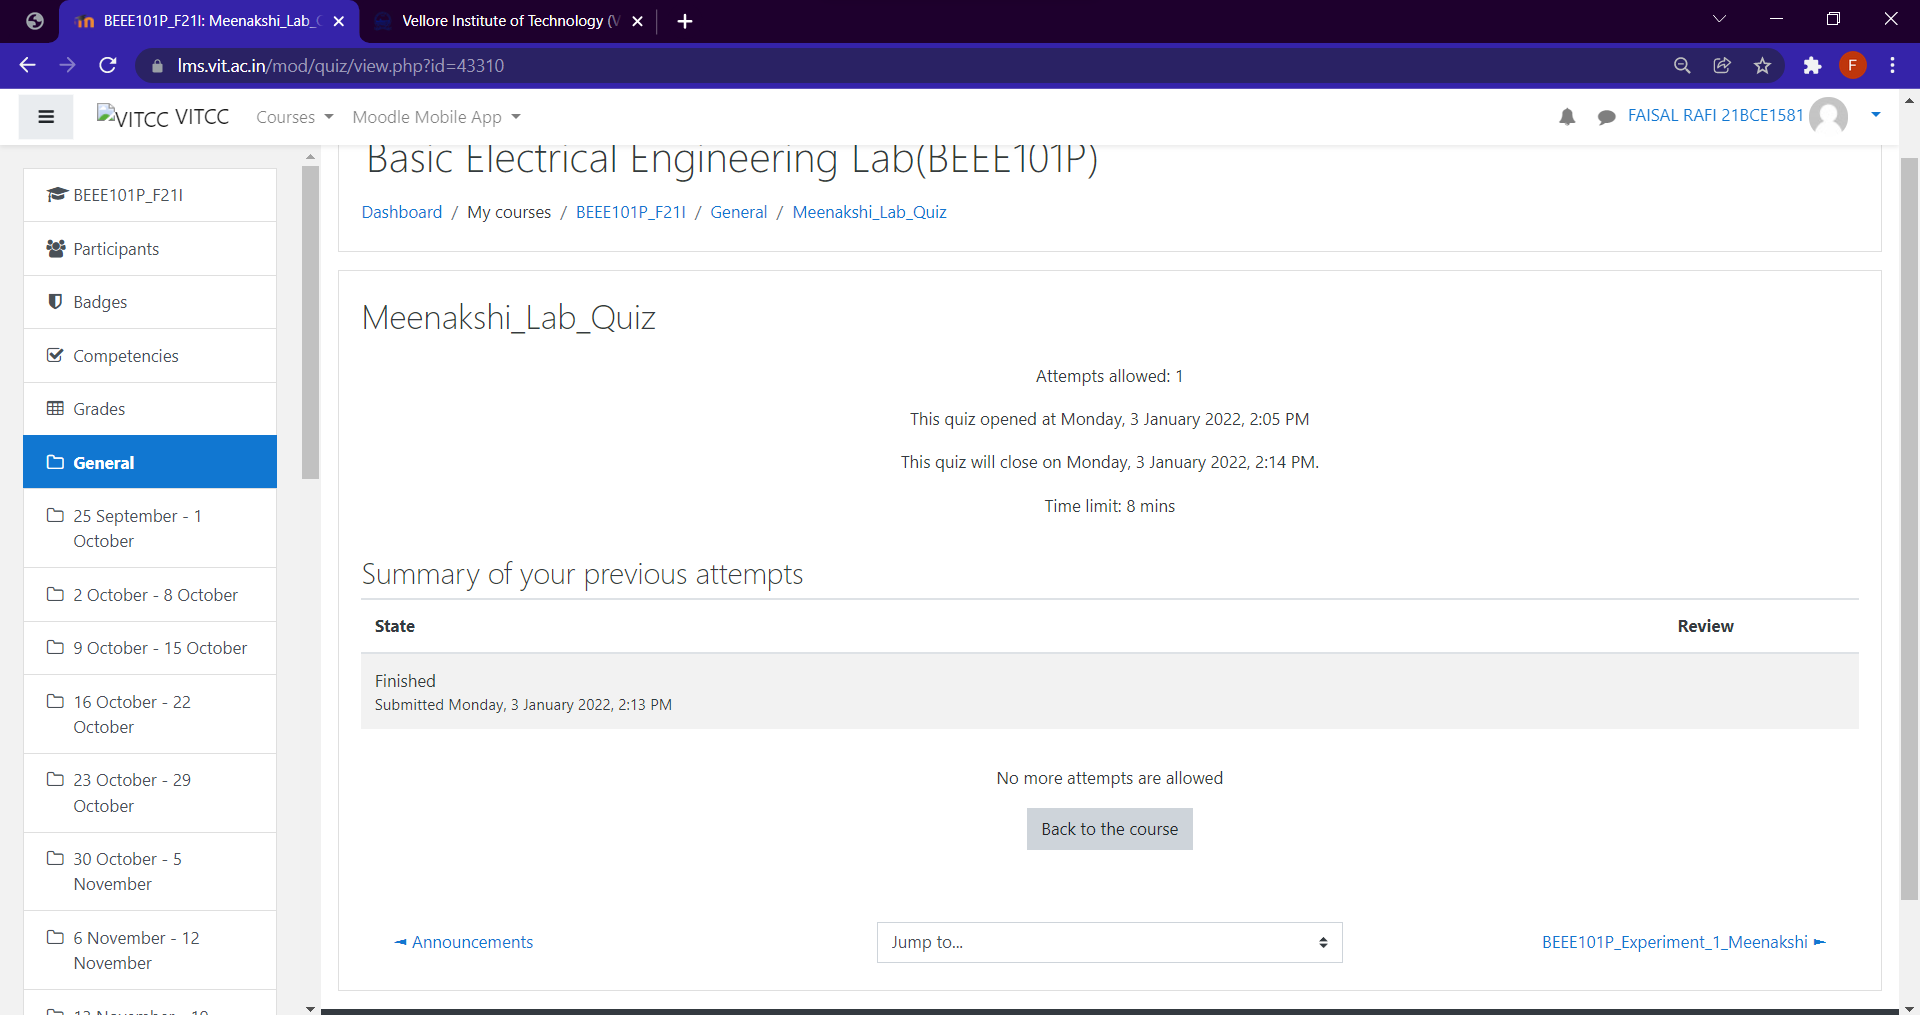 BEEE101P_F21I: Meenakshi_Lab_
Vellore Institute of Technology (
lms.vit.ac.in/mod/quiz/view.php?id=43310
F
VITCC VITCC
Courses
Moodle Mobile App
FAISAL RAFI 21BCE1581
Basic Electrical Engineering Lab(BEEE101P)
Dashboard / My courses / BEEE101P_F21I / General / Meenakshi_Lab_Quiz
BEEE101P_F21I
Participants
Badges
Competencies
Grades
General
25 September - 1
October
2 October - 8 October
9 October - 15 October
16 October - 22
October
23 October - 29
October
30 October - 5
November
6 November - 12
November
Meenakshi_Lab_Quiz
Attempts allowed: 1
This quiz opened at Monday, 3 January 2022, 2:05 PM
This quiz will close on Monday, 3 January 2022, 2:14 PM.
Time limit: 8 mins
Summary of your previous attempts
State Review
Finished
Submitted Monday, 3 January 2022, 2:13 PM
No more attempts are allowed
Back to the course
◄ Announcements
Jump to...
BEEE101P_Experiment_1_Meenakshi ►